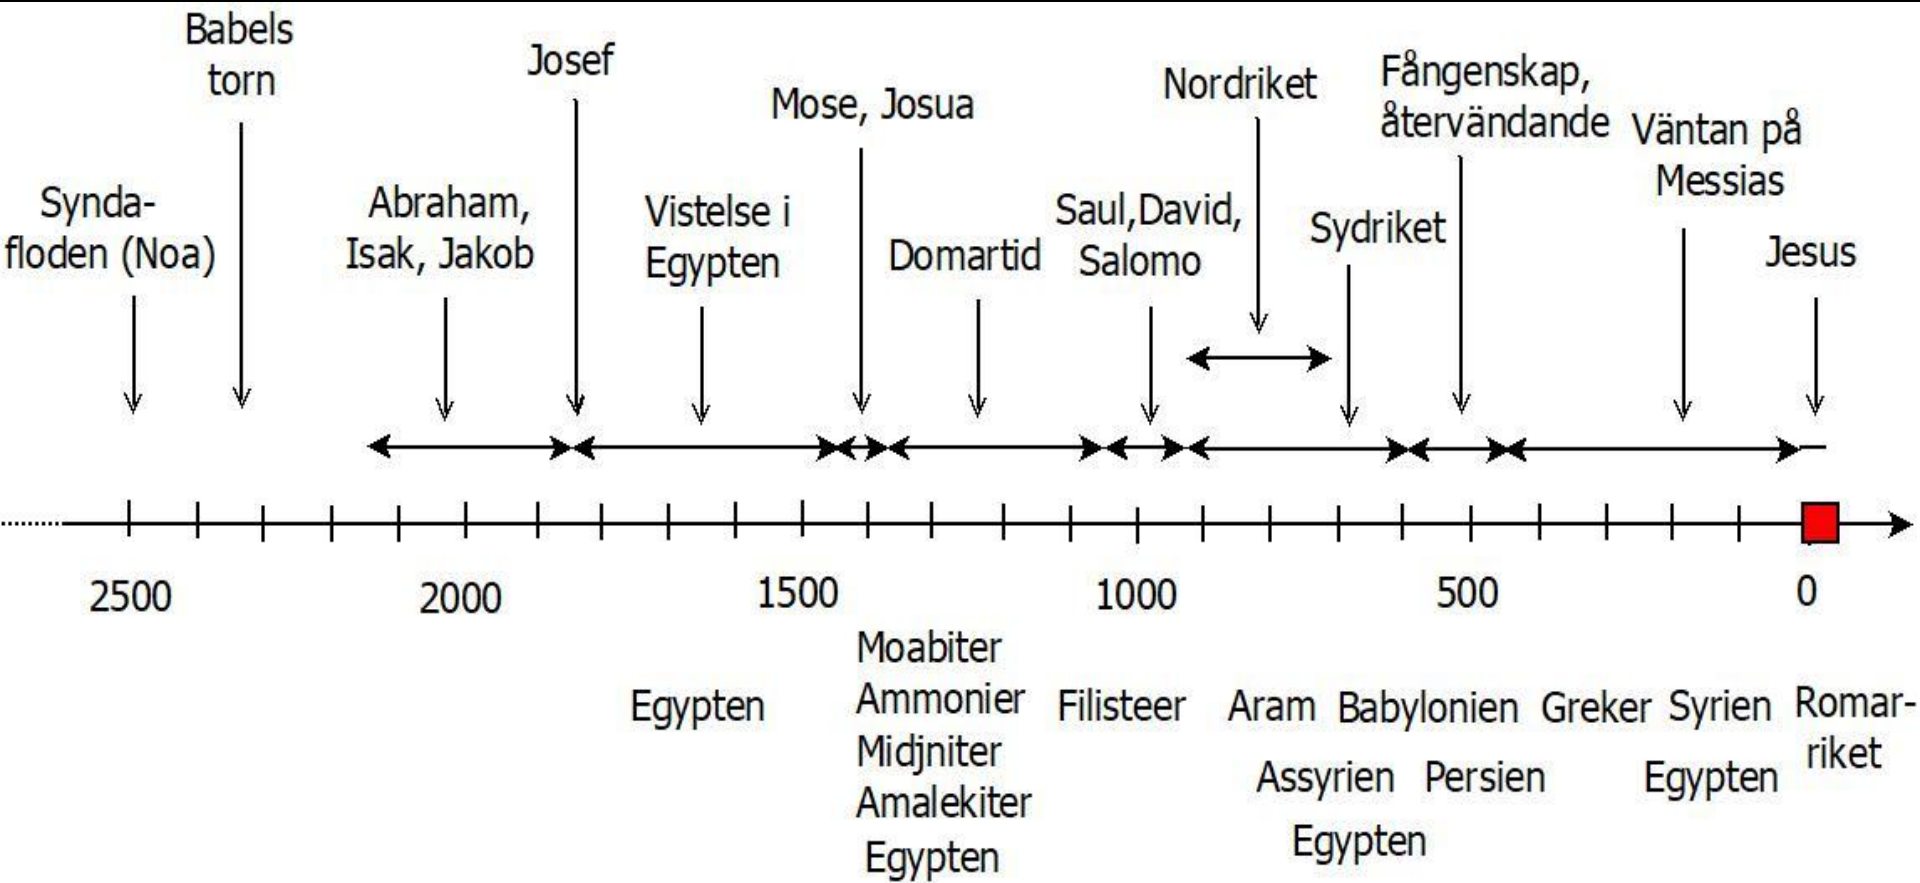 Babels
torn
Josef
Mose, Josua
Nordriket
Fångenskap,
återvändande
Väntan på
Messias
Synda-
floden (Noa)
Abraham,
Isak, Jakob
Vistelse i
Egypten
Domartid
Saul,David,
Salomo
Sydriket
Jesus
2500
2000
1500
1000
500
0
Egypten
Moabiter
Ammonier
Midjniter
Amalekiter
Egypten
Filisteer
Aram
Assyrien
Egypten
Babylonien
Persien
Greker
Syrien
Egypten
Romar-
riket